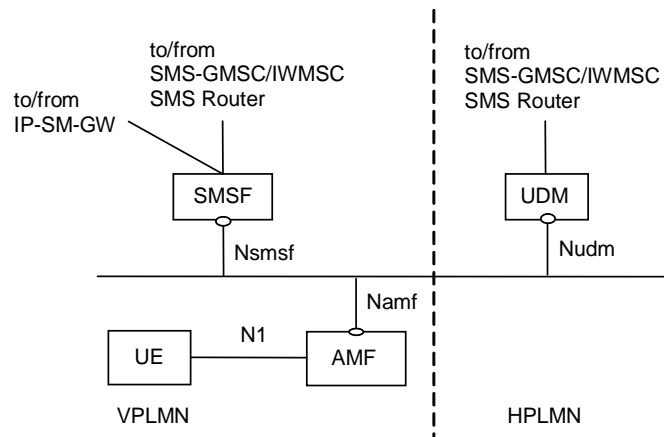 to/from
SMS-GMSC/IWMSC
SMS Router
to/from
SMS-GMSC/IWMSC
SMS Router
to/from
IP-SM-GW
SMSF
UDM
Nsmsf
Nudm
Namf
N1
UE
AMF
VPLMN
HPLMN